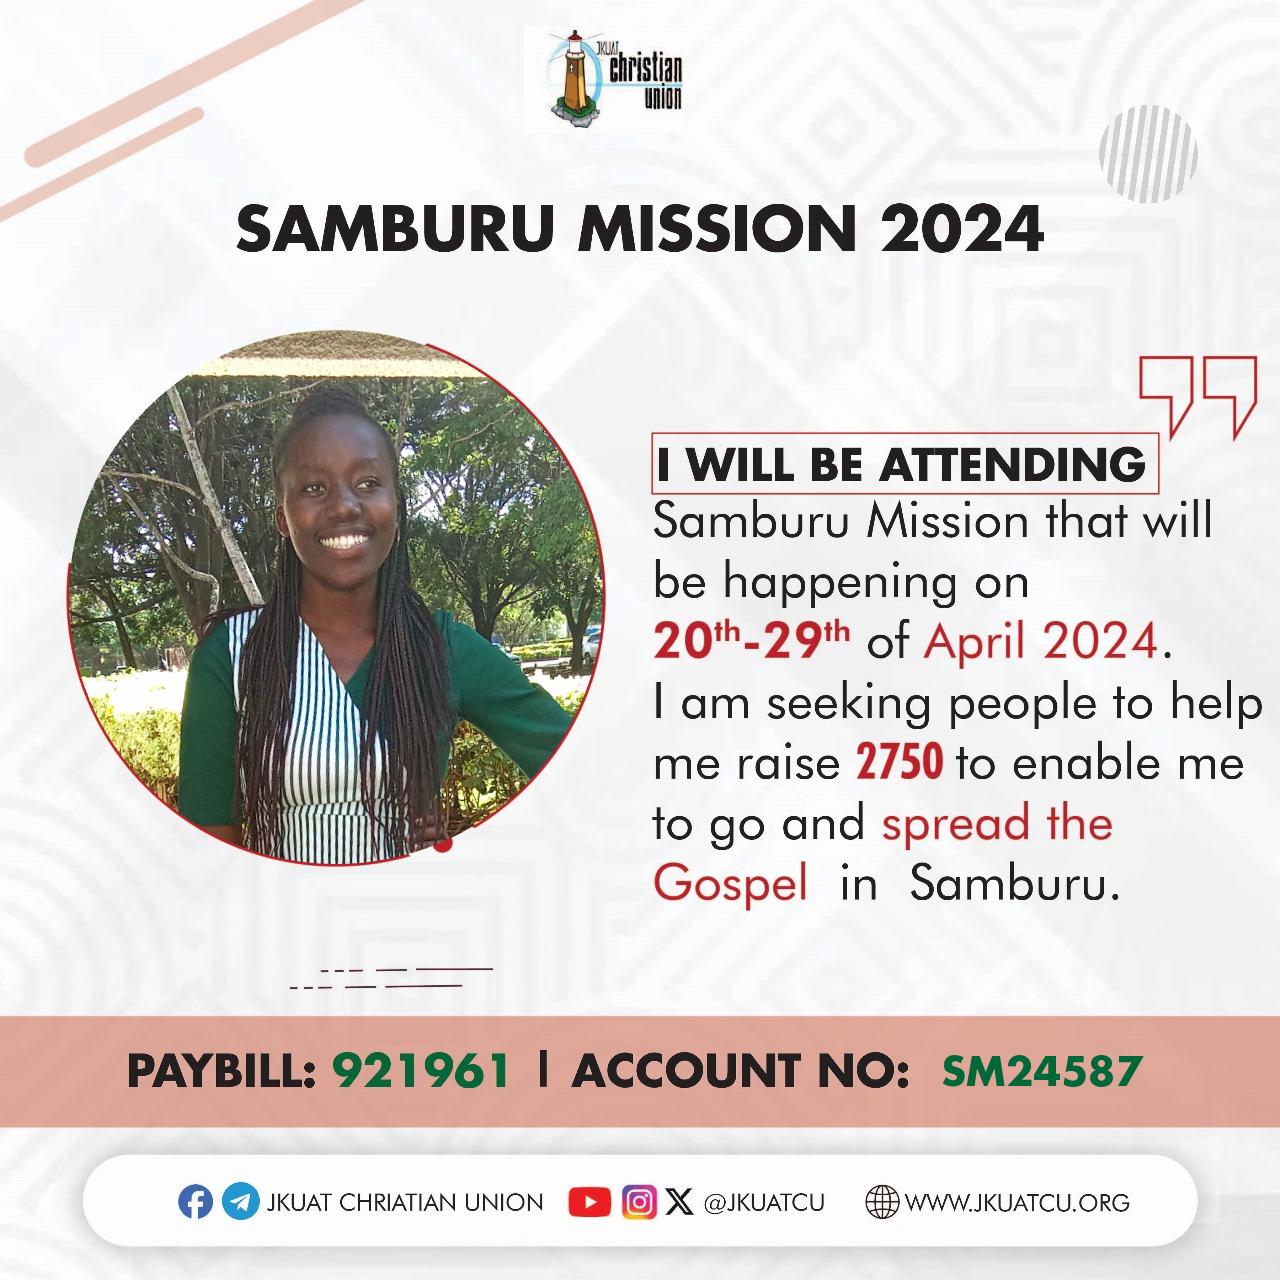 JKUAT
christian
union
SAMBURU MISSION 2024
I WILL BE ATTENDING
Samburu Mission that will
be happening on
20th-29th of April 2024.
I am seeking people to help
me raise 2750 to enable me
to go and spread the
Gospel in Samburu.
PAYBILL: 921961 | ACCOUNT NO: SM24587
JKUAT CHRIATIAN UNION @JKUATCU WWW.JKUATCU.ORG